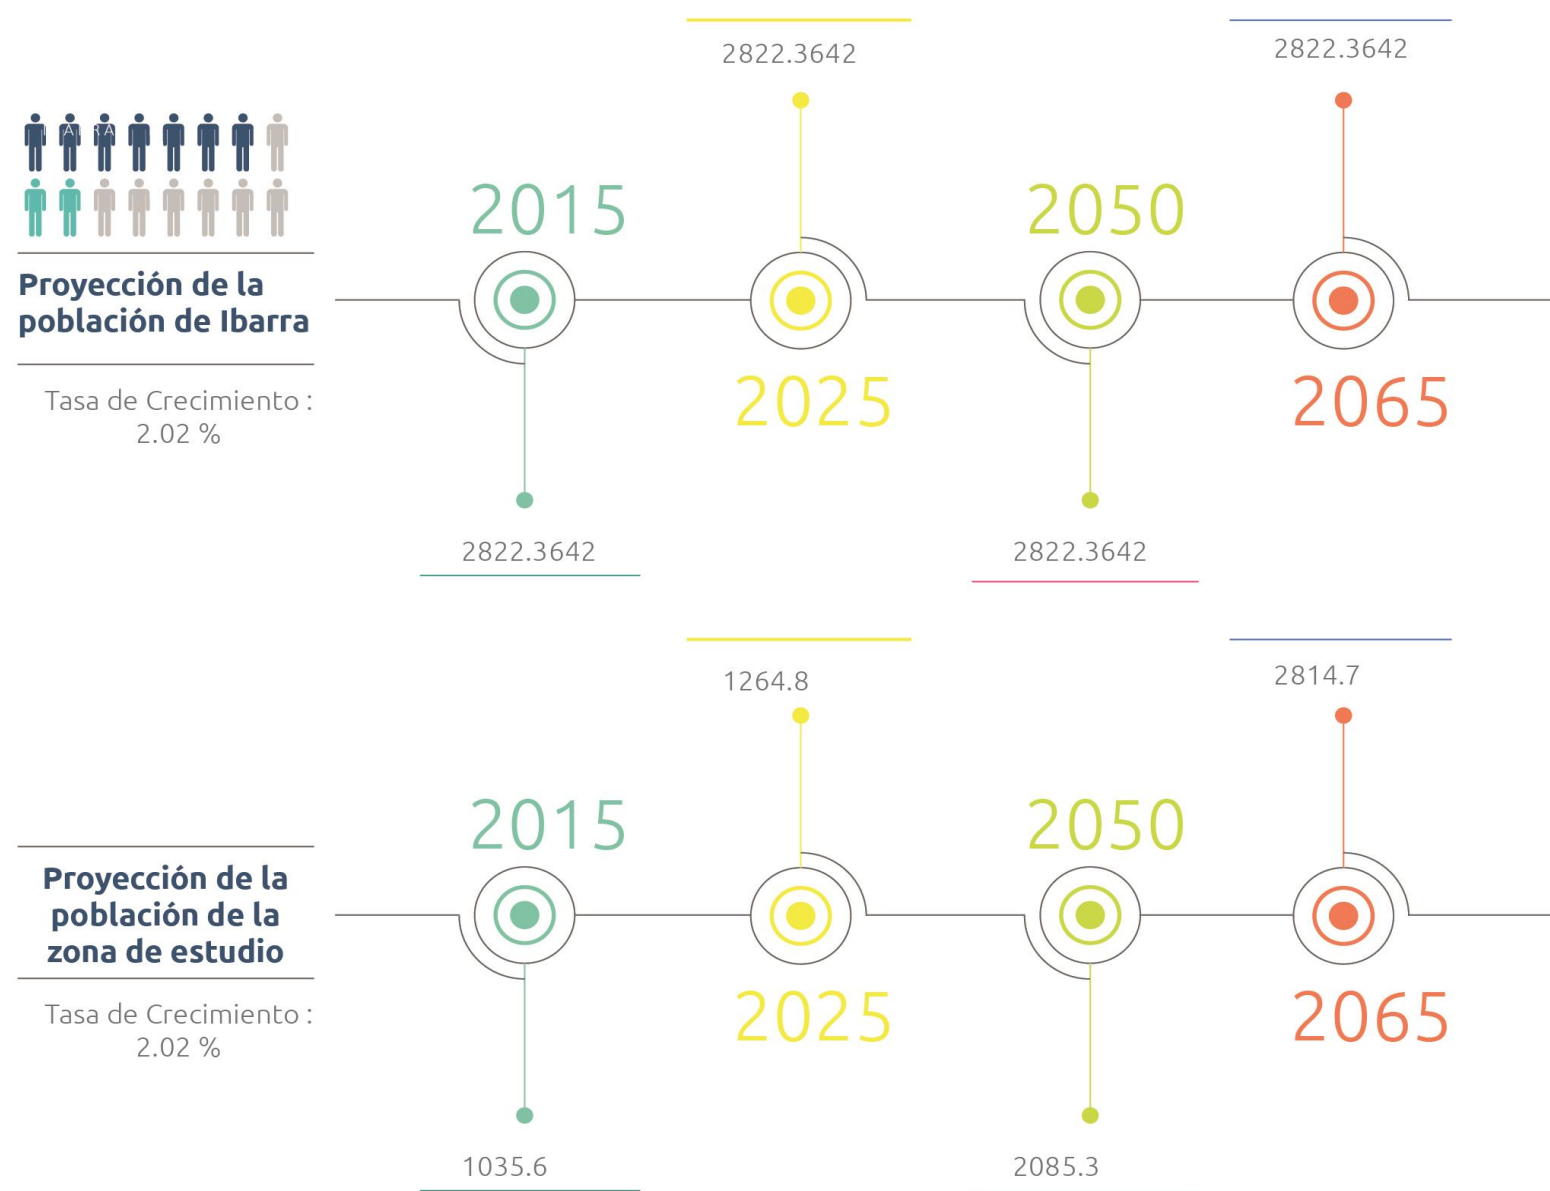 2822.3642
2822.3642
IBARRA
2015
2050
Proyección de la
población de Ibarra
Tasa de Crecimiento :
2.02 %
2025
2065
2822.3642
2822.3642
1264.8
2814.7
2015
2050
Proyección de la
población de la
zona de estudio
Tasa de Crecimiento :
2.02 %
2025
2065
1035.6
2085.3